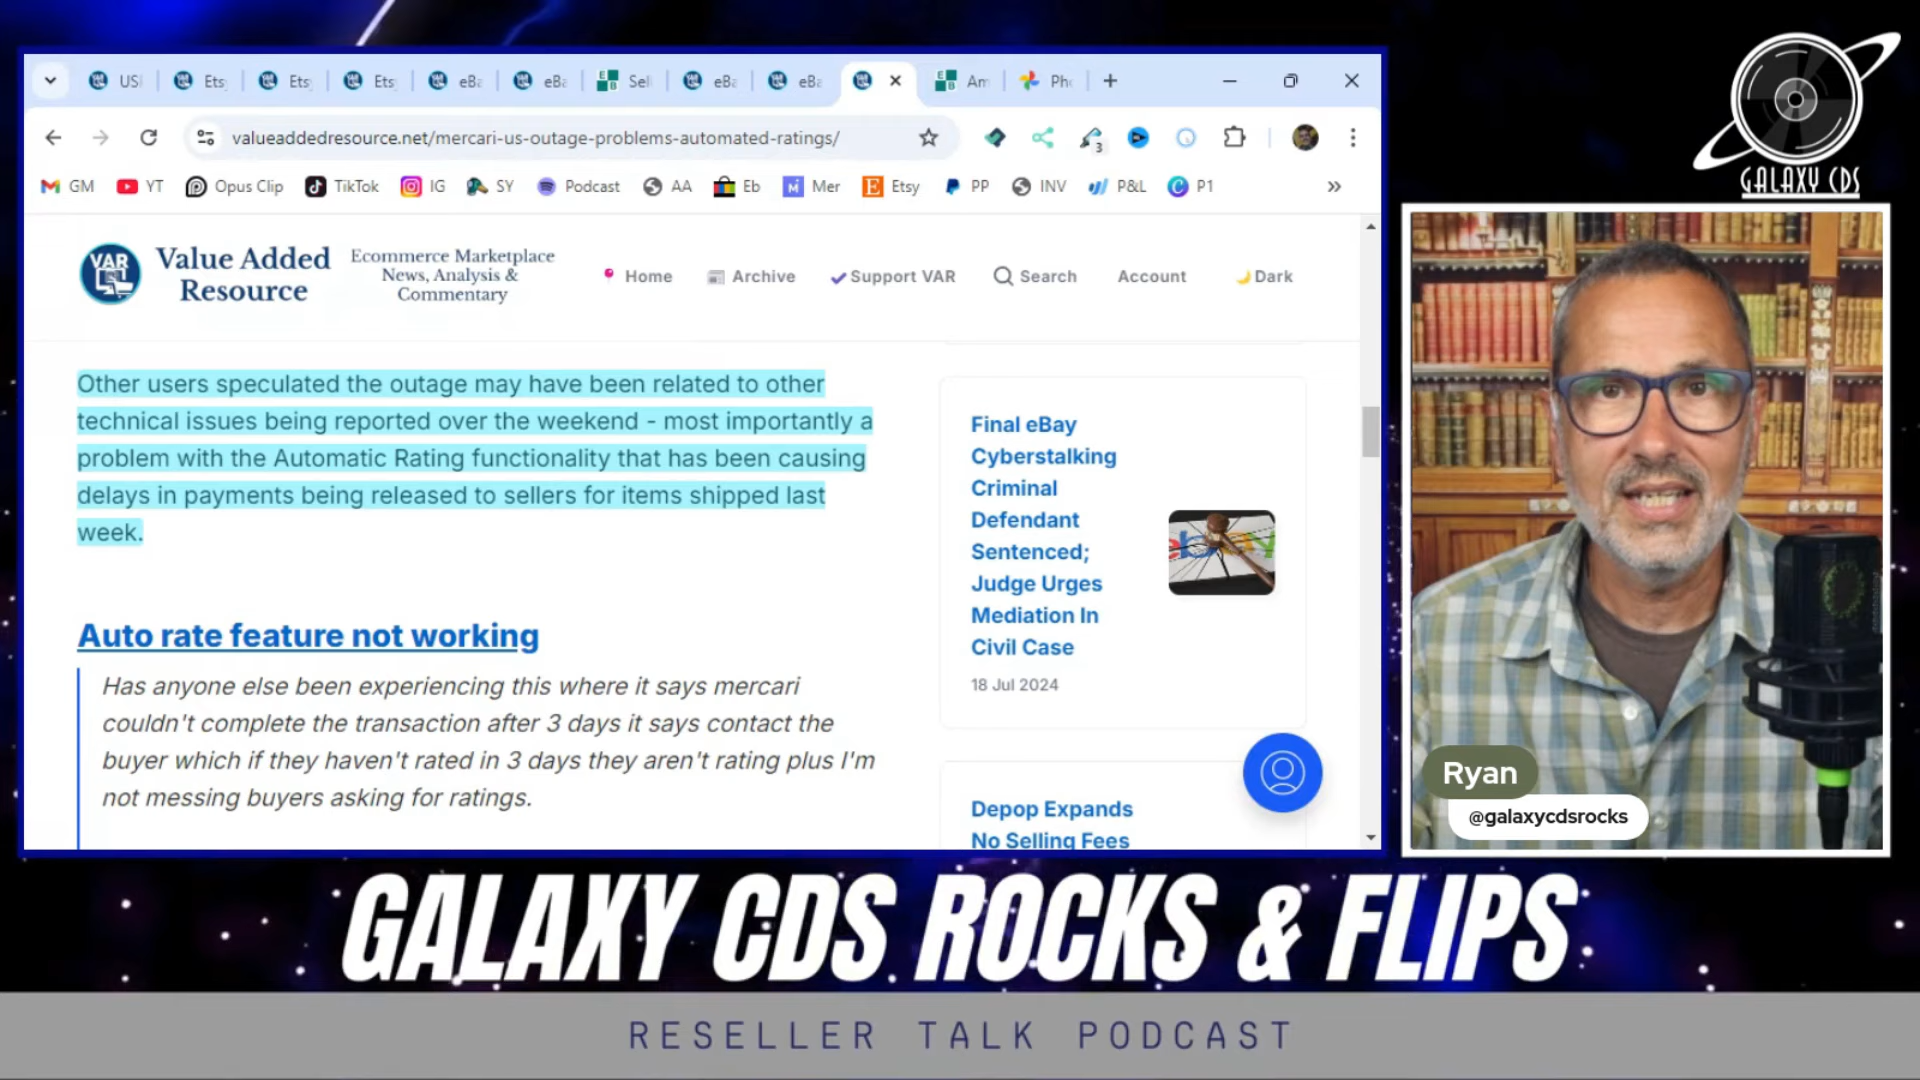 USI
Ets
Ets
Ets
eBa
eBa
Sel
eBa
eBa
Am
Pho
valueaddedresource.net/mercari-us-outage-problems-automated-ratings/
3
GM
YT
Opus Clip
TikTok
IG
SY
Podcast
AA
Eb
Mer
Etsy
PP
INV
P&L
P1
VAR
Value Added
Resource
Ecommerce Marketplace
News, Analysis &
Commentary
Home
Archive
Support VAR
Search
Account
Dark
Other users speculated the outage may have been related to other
technical issues being reported over the weekend - most importantly a
problem with the Automatic Rating functionality that has been causing
delays in payments being released to sellers for items shipped last
week.
Auto rate feature not working
Has anyone else been experiencing this where it says mercari
couldn't complete the transaction after 3 days it says contact the
buyer which if they haven't rated in 3 days they aren't rating plus I'm
not messing buyers asking for ratings.
Final eBay
Cyberstalking
Criminal
Defendant
Sentenced;
Judge Urges
Mediation In
Civil Case
18 Jul 2024
ebay
Depop Expands
No Selling Fees
GALAXY CDS
Ryan
@galaxycdsrocks
GALAXY CDS ROCKS & FLIPS
RESELLER TALK PODCAST